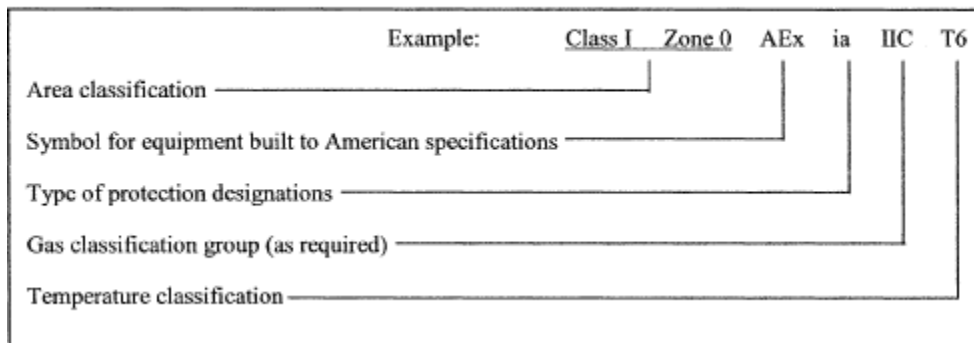 Example: Class I Zone 0 AEx ia IIC T6
Area classification
Symbol for equipment built to American specifications
Type of protection designations
Gas classification group (as required)
Temperature classification